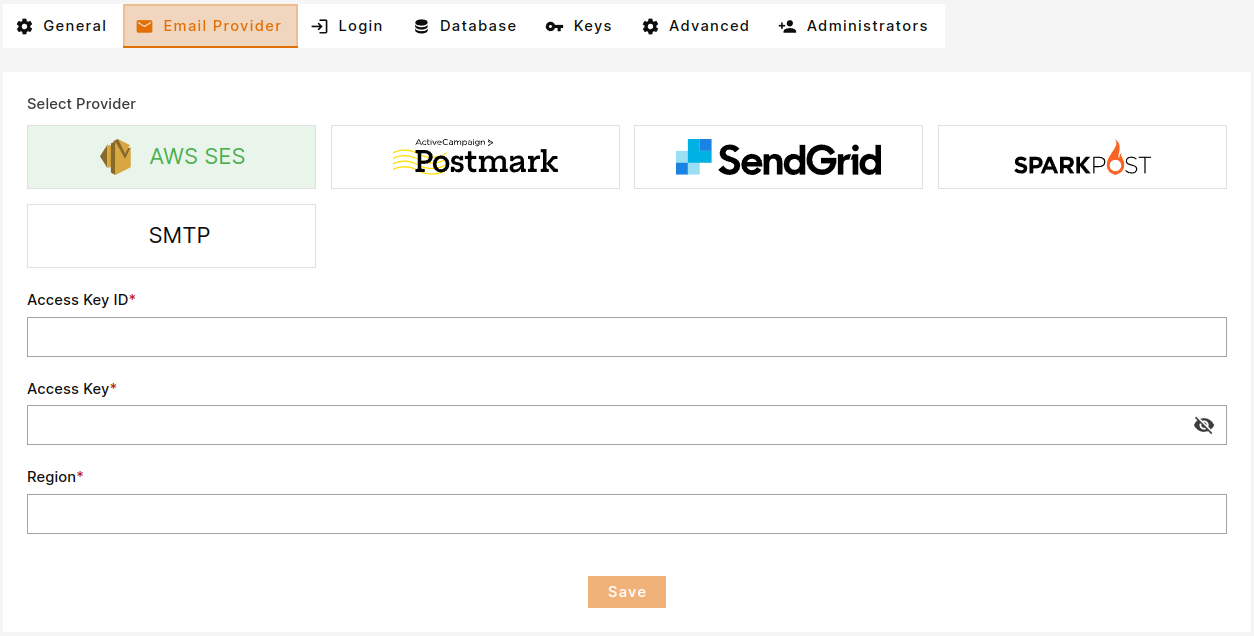 General Email Provider Login Database Keys Advanced Administrators
Select Provider
AWS SES
ActiveCampaign >
Postmark
SendGrid
SPARKPOST
SMTP
Access Key ID*
Access Key*
Region*
Save